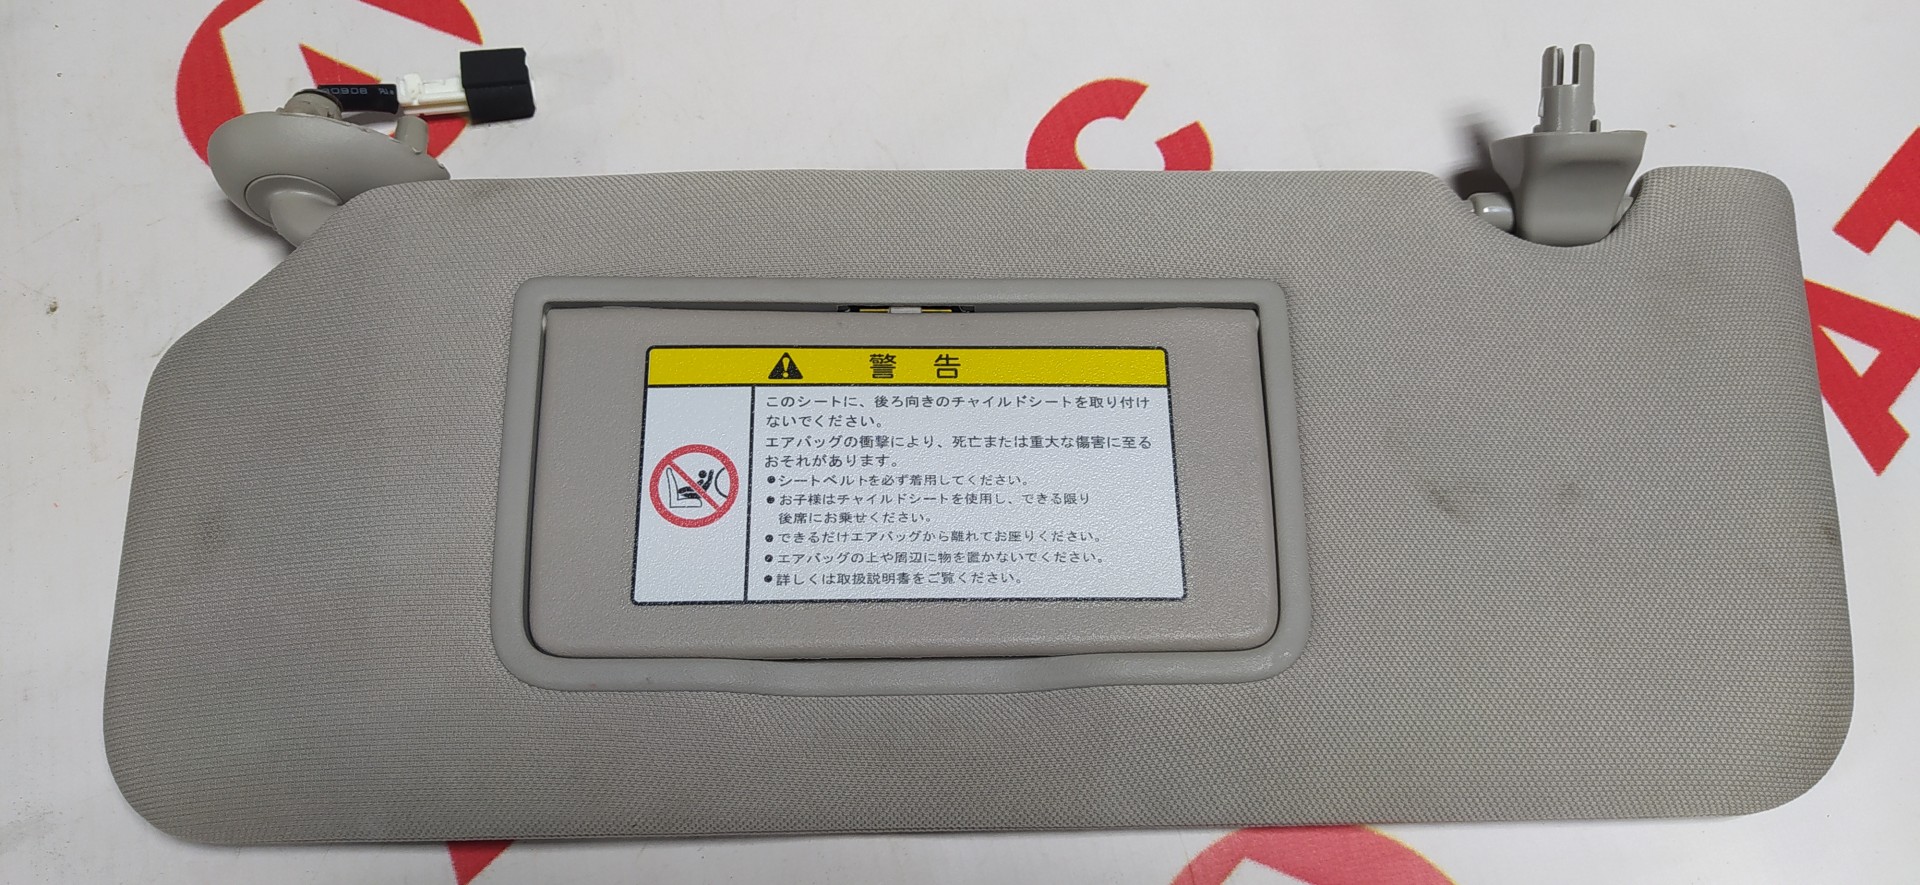 警告
このシートに、後ろ向きのチャイルドシートを取り付け
ないでください。
エアバッグの衝撃により、死亡または重大な傷害に至る
おそれがあります。
●シートベルトを必ず着用してください。
●お子様はチャイルドシートを使用し、できる限り
後席にお乗せください。
●できるだけエアバッグから離れてお座りください。
●エアバッグの上や周辺に物を置かないでください。
●詳しくは取扱説明書をご覧ください。